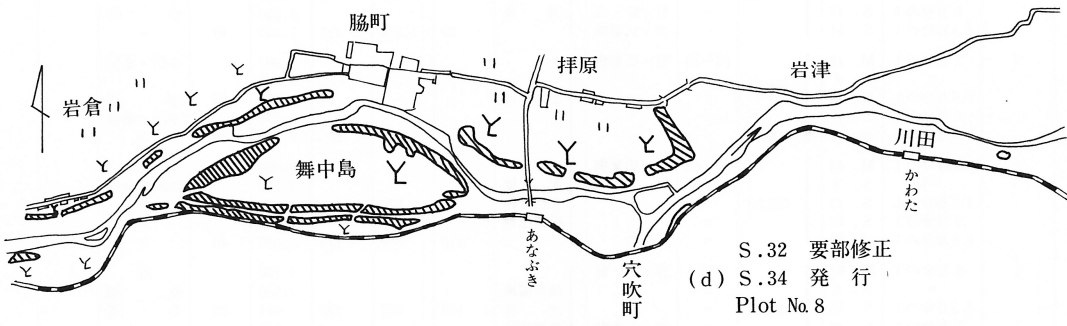 脇町
拝原
岩津
岩倉
川田
舞中島
かわた
あなぶき
穴吹町
S.32 要部修正
(d) S.34 発行
Plot No.8